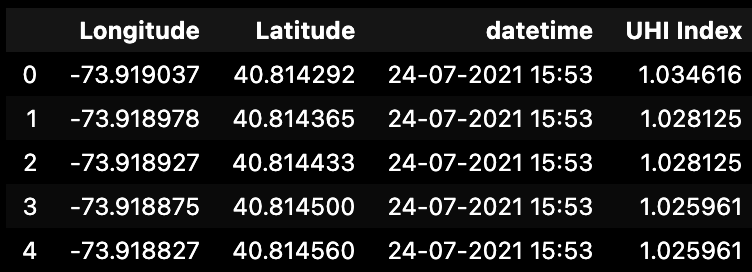 Longitude Latitude datetime UHI Index
0 -73.919037 40.814292 24-07-2021 15:53 1.034616
1 -73.918978 40.814365 24-07-2021 15:53 1.028125
2 -73.918927 40.814433 24-07-2021 15:53 1.028125
3 -73.918875 40.814500 24-07-2021 15:53 1.025961
4 -73.918827 40.814560 24-07-2021 15:53 1.025961